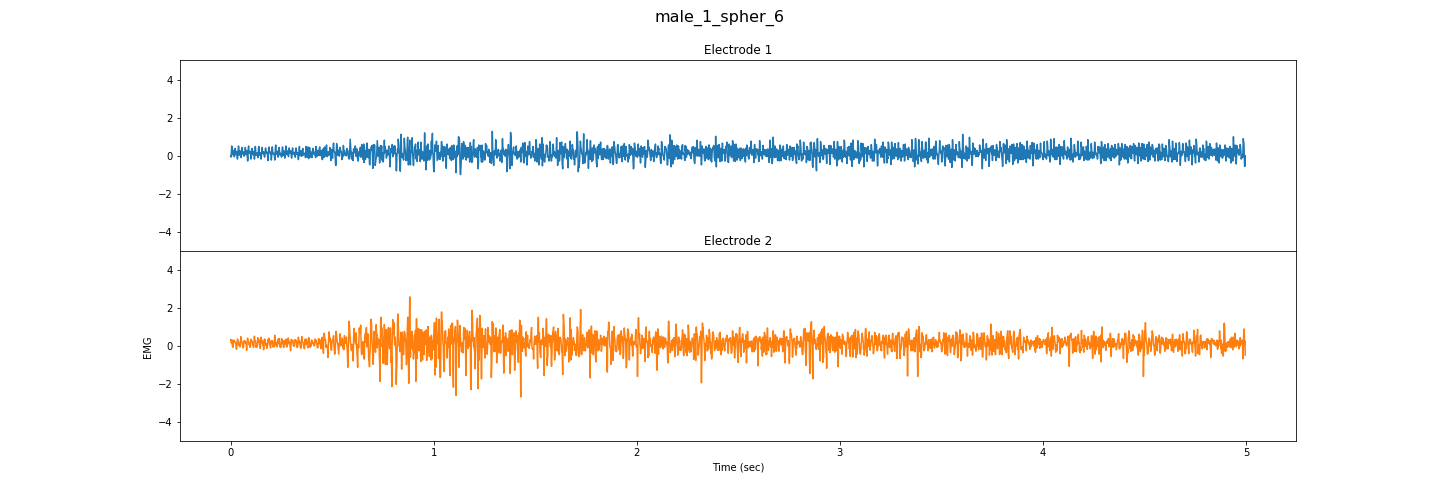 male_1_spher_6
Electrode 1
4
2
0
−2
−4
Electrode 2
4
2
0
−2
−4
EMG
0 1 2 3 4 5
Time (sec)